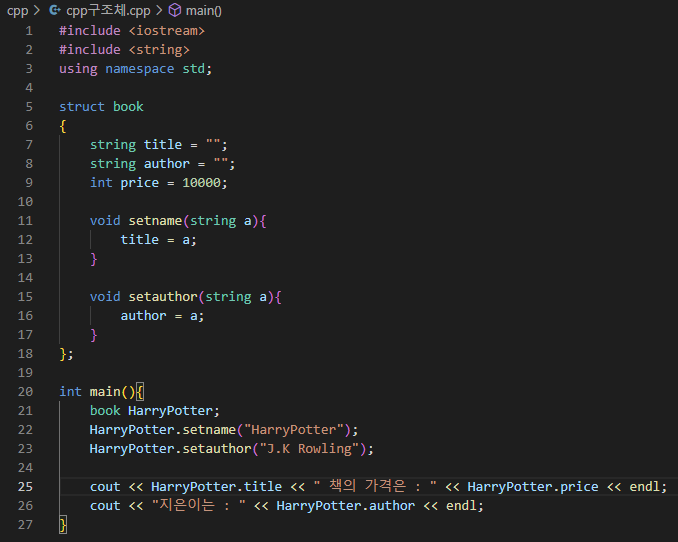 cpp > cpp구조체.cpp > main()
1 #include <iostream>
2 #include <string>
3 using namespace std;
4
5 struct book
6 {
7     string title = "";
8     string author = "";
9     int price = 10000;
10
11     void setname(string a){
12         title = a;
13     }
14
15     void setauthor(string a){
16         author = a;
17     }
18 };
19
20 int main(){
21     book HarryPotter;
22     HarryPotter.setname("HarryPotter");
23     HarryPotter.setauthor("J.K Rowling");
24
25     cout << HarryPotter.title << " 책의 가격은 : " << HarryPotter.price << endl;
26     cout << "지은이는 : " << HarryPotter.author << endl;
27 }